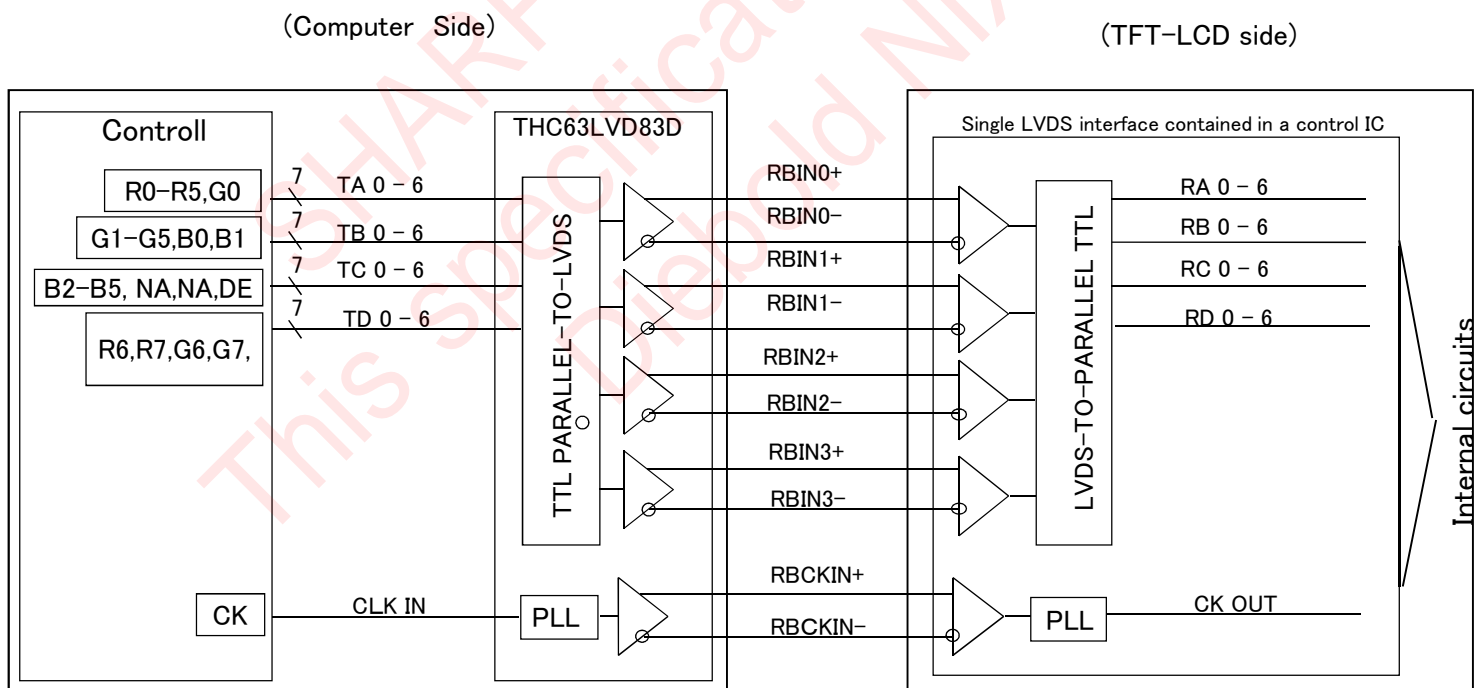 (Computer Side)
(TFT-LCD side)
Controll
THC63LVD83D
Single LVDS interface contained in a control IC
R0-R5,G0
7
TA 0 - 6
RBIN0+
RA 0 - 6
G1-G5,B0,B1
7
TB 0 - 6
RBIN0-
RB 0 - 6
B2-B5, NA,NA,DE
7
TC 0 - 6
RBIN1+
RC 0 - 6
R6,R7,G6,G7,
7
TD 0 - 6
RBIN1-
RD 0 - 6
TTL PARALLEL-TO-LVDS
LVDS-TO-PARALLEL TTL
RBIN2+
RBIN2-
RBIN3+
RBIN3-
Internal circuits
CK
CLK IN
PLL
RBCKIN+
RBCKIN-
PLL
CK OUT
SHARP
This specificat
Diebold Nix